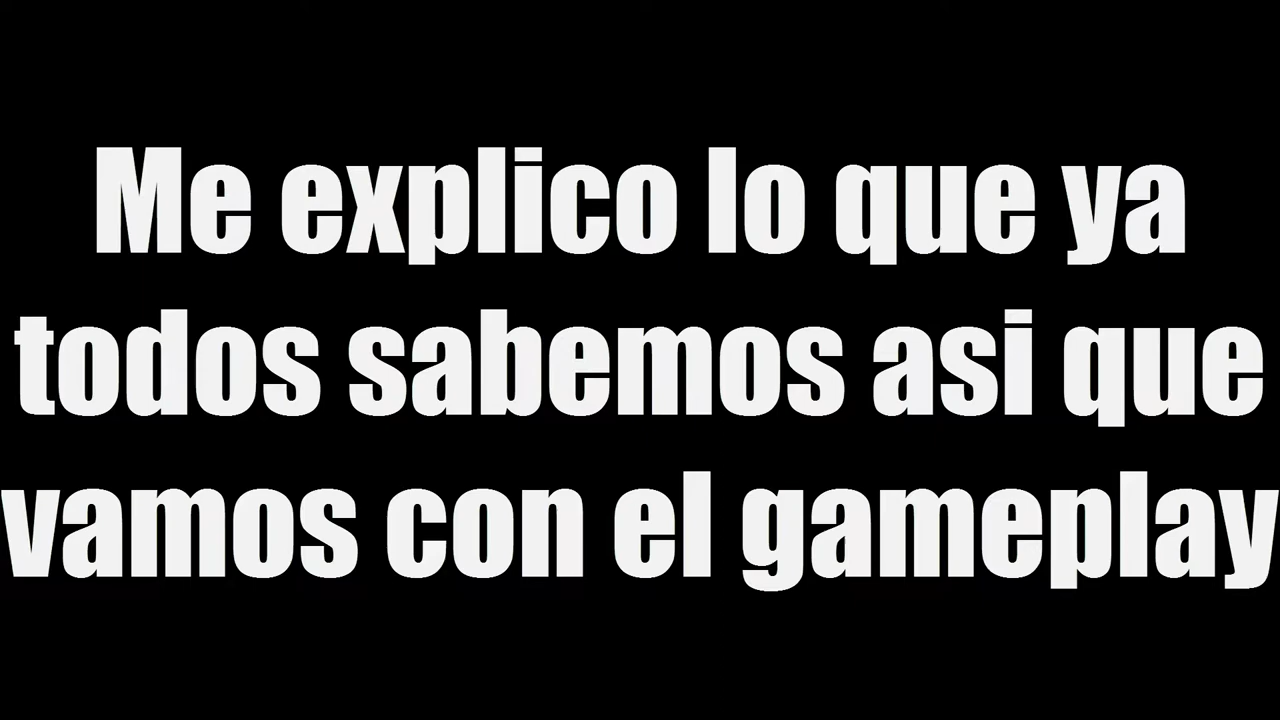 Me explico lo que ya
todos sabemos asi que
vamos con el gameplay